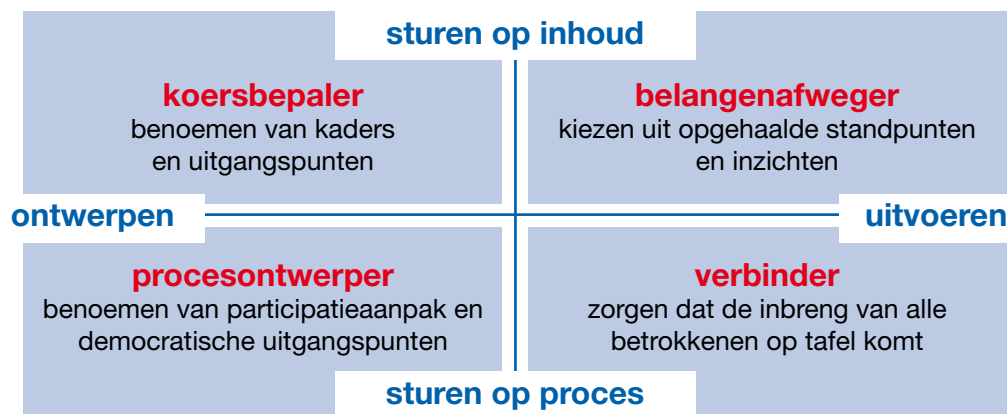 sturen op inhoud
koersbepaler
benoemen van kaders
en uitgangspunten
belangenafweger
kiezen uit opgehaalde standpunten
en inzichten
ontwerpen
uitvoeren
procesontwerper
benoemen van participatieaanpak en
democratische uitgangspunten
verbinder
zorgen dat de inbreng van alle
betrokkenen op tafel komt
sturen op proces